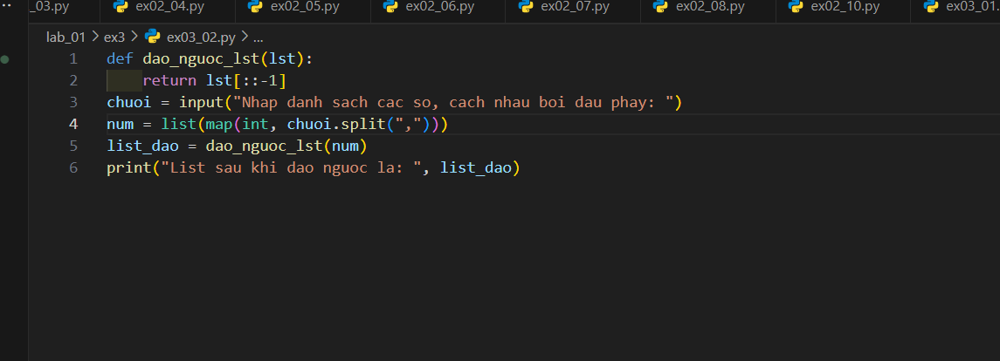 _03.py ex02_04.py ex02_05.py ex02_06.py ex02_07.py ex02_08.py ex02_10.py ex03_01.
lab_01 > ex3 > ex03_02.py > ...
1 def dao_nguoc_lst(lst):
2 return lst[::-1]
3 chuoi = input("Nhap danh sach cac so, cach nhau boi dau phay: ")
4 num = list(map(int, chuoi.split(",")))
5 list_dao = dao_nguoc_lst(num)
6 print("List sau khi dao nguoc la: ", list_dao)